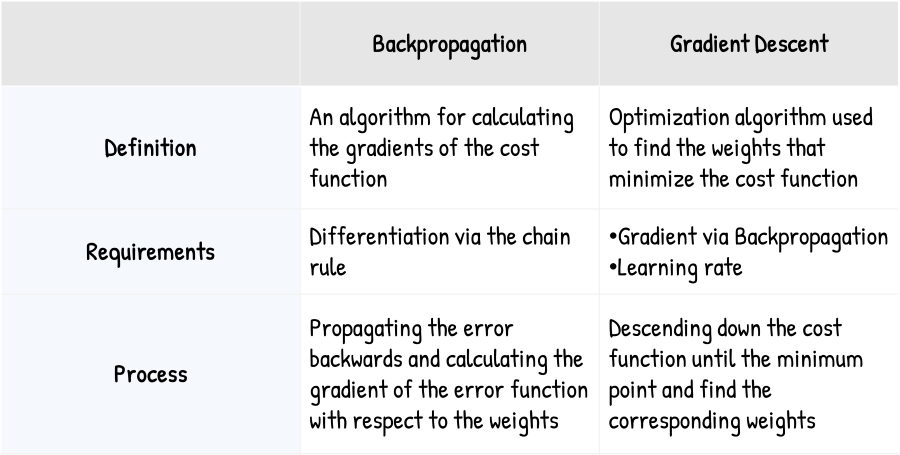 Backpropagation
Gradient Descent
Definition
An algorithm for calculating
the gradients of the cost
function
Optimization algorithm used
to find the weights that
minimize the cost function
Requirements
Differentiation via the chain
rule
•Gradient via Backpropagation
•Learning rate
Process
Propagating the error
backwards and calculating the
gradient of the error function
with respect to the weights
Descending down the cost
function until the minimum
point and find the
corresponding weights